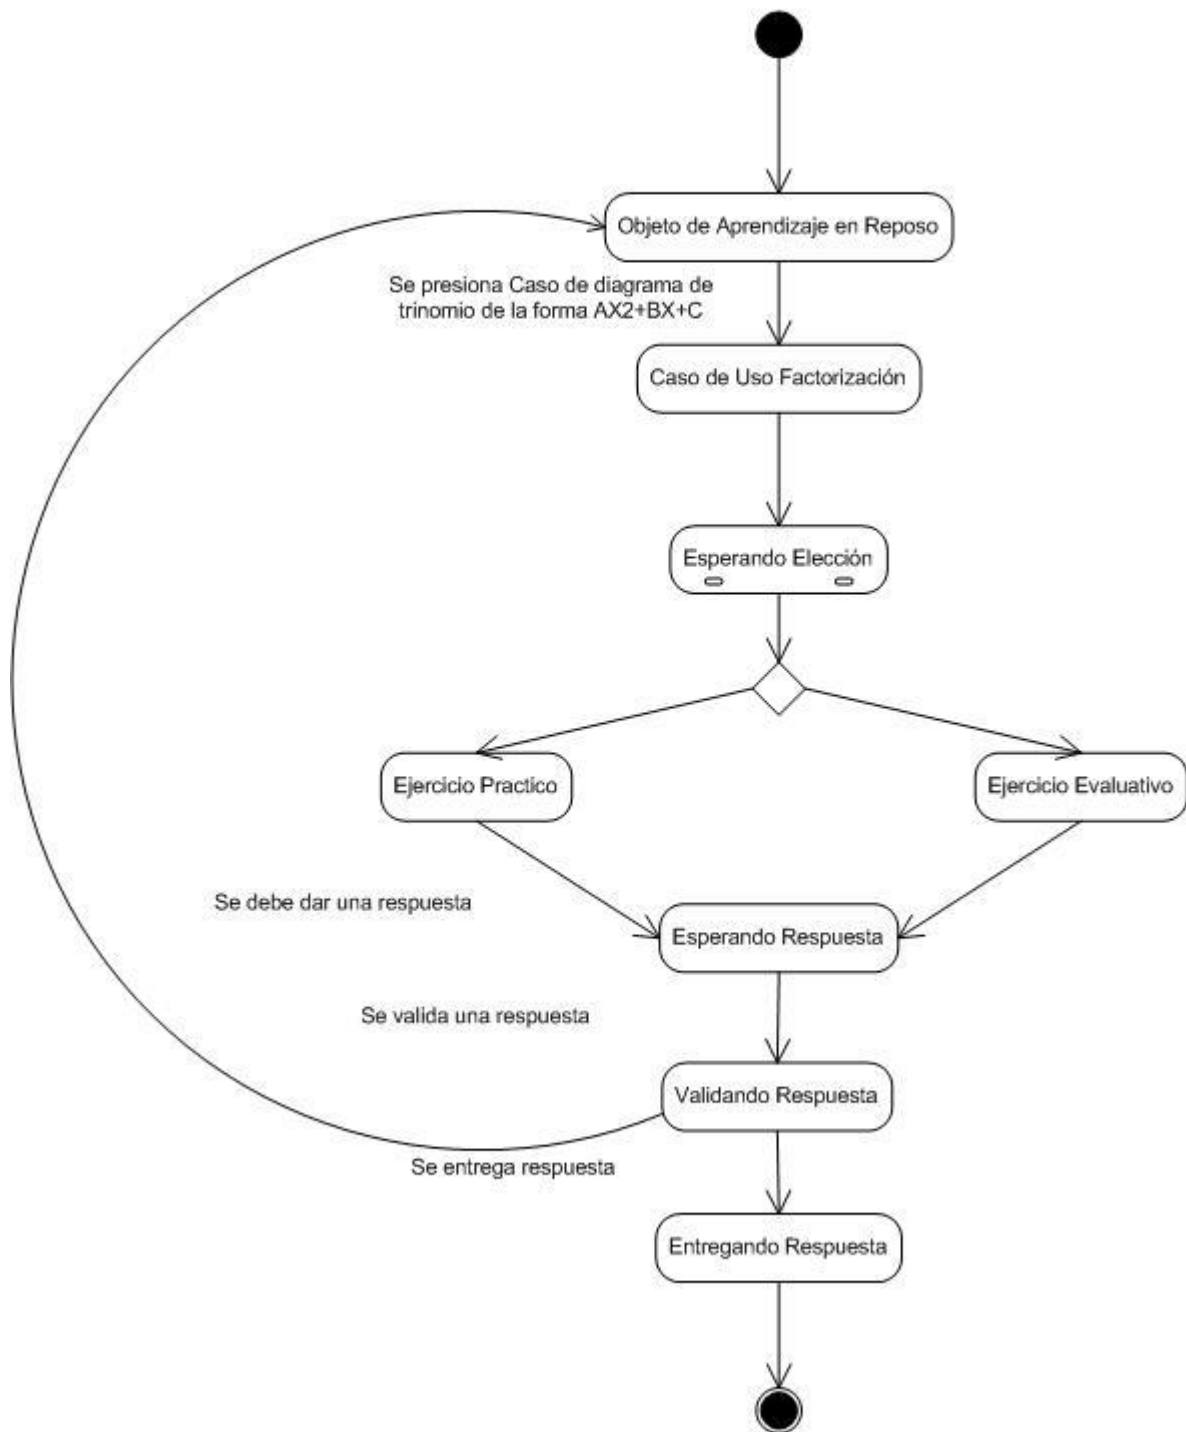 Objeto de Aprendizaje en Reposo
Se presiona Caso de diagrama de
trinomio de la forma AX2+BX+C
Caso de Uso Factorización
Esperando Elección
Ejercicio Practico
Ejercicio Evaluativo
Se debe dar una respuesta
Esperando Respuesta
Se valida una respuesta
Validando Respuesta
Se entrega respuesta
Entregando Respuesta